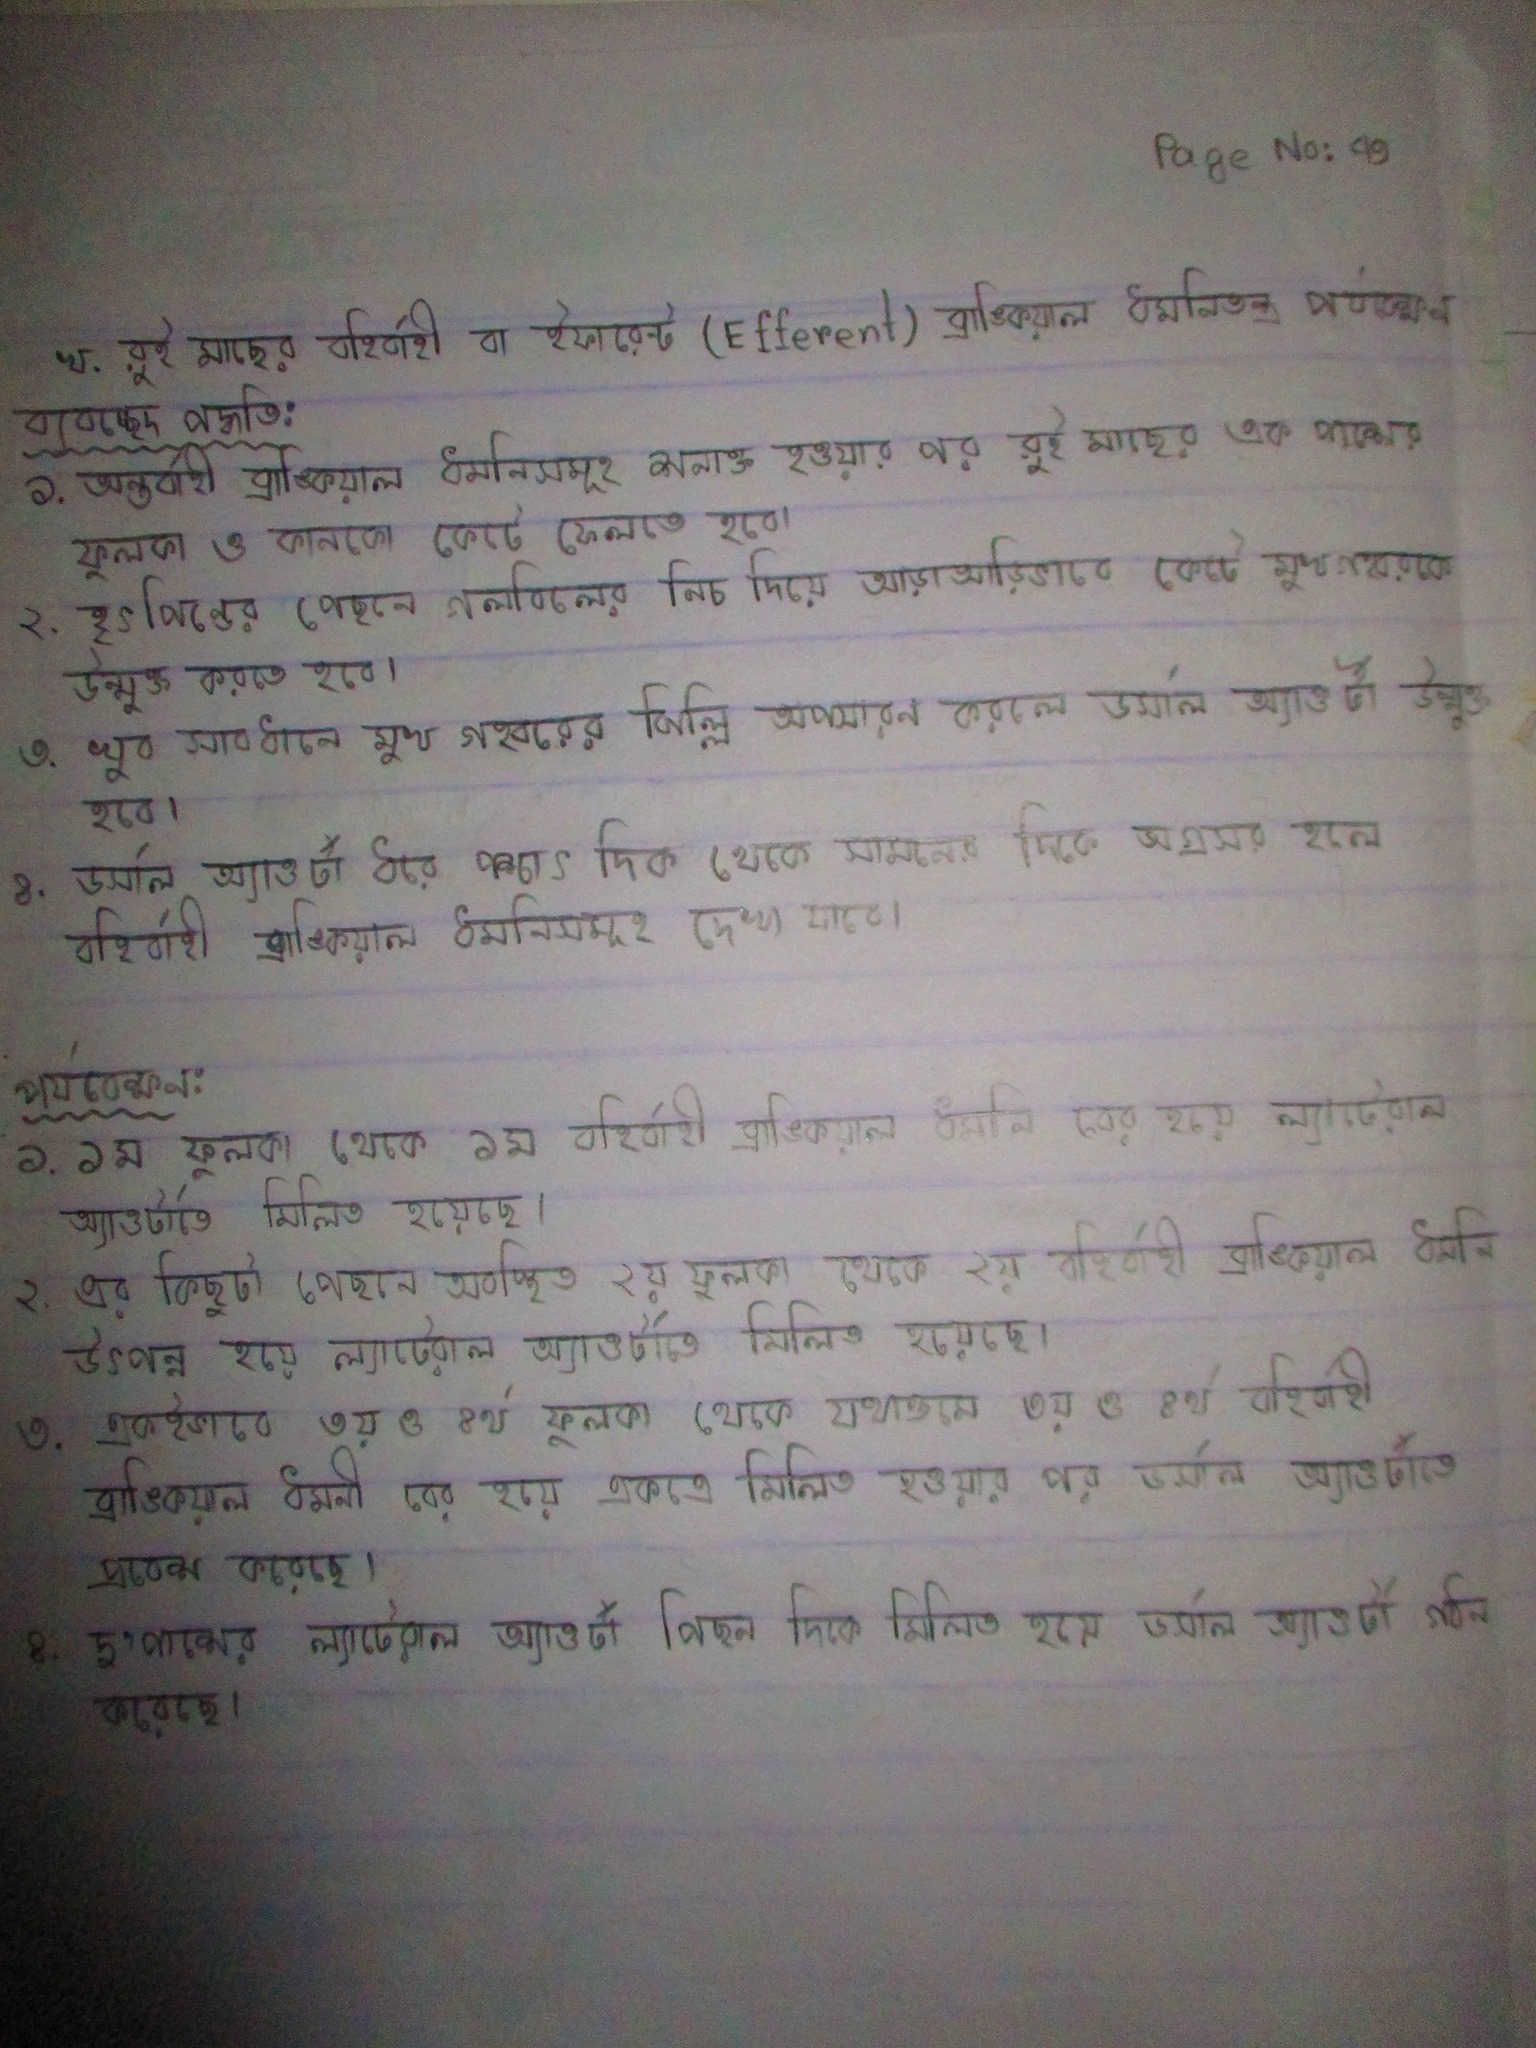 Page No: 49
খ. রুই মাছের বহির্বাহী বা ইফারেন্ট (Efferent) ব্রাঙ্কিয়াল ধমনিতন্ত্র পর্যবেক্ষণ
ব্যবচ্ছেদ পদ্ধতি:
১. অন্তর্বাহী ব্রাঙ্কিয়াল ধমনিসমূহ শনাক্ত হওয়ার পর রুই মাছের এক পাশের
ফুলকা ও কানকো কেটে ফেলতে হবে।
২. হৃৎপিণ্ডের পেছনে গলবিলের নিচ দিয়ে আড়াআড়িভাবে কেটে মুখগহ্বরকে
উন্মুক্ত করতে হবে।
৩. খুব সাবধানে মুখ গহ্বরের ঝিল্লি অপসারন করলে ডর্সাল অ্যাওর্টা উন্মুক্ত
হবে।
৪. ডর্সাল অ্যাওর্টা ধরে পশ্চাৎ দিক থেকে সামনের দিকে অগ্রসর হলে
বহির্বাহী ব্রাঙ্কিয়াল ধমনিসমূহ দেখা যাবে।
পর্যবেক্ষন:
১. ১ম ফুলকা থেকে ১ম বহির্বাহী ব্রাঙ্কিয়াল ধমনি বের হয়ে ল্যাটেরাল
অ্যাওর্টাতে মিলিত হয়েছে।
২. এর কিছুটা পেছনে অবস্থিত ২য় ফুলকা থেকে ২য় বহির্বাহী ব্রাঙ্কিয়াল ধমনি
উৎপন্ন হয়ে ল্যাটেরাল অ্যাওর্টাতে মিলিত হয়েছে।
৩. একইভাবে ৩য় ও ৪র্থ ফুলকা থেকে যথাক্রমে ৩য় ও ৪র্থ বহির্বাহী
ব্রাঙ্কিয়াল ধমনী বের হয়ে একত্রে মিলিত হওয়ার পর ডর্সাল অ্যাওর্টাতে
প্রবেশ করেছে।
৪. দু'পাশের ল্যাটেরাল অ্যাওর্টা পিছন দিকে মিলিত হয়ে ডর্সাল অ্যাওর্টা গঠন
করেছে।